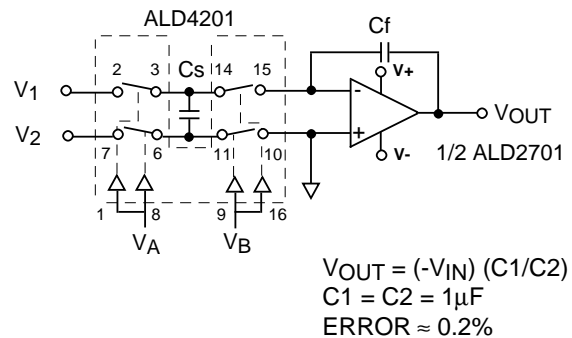 ALD4201
Cf
2 3 Cs 14 15
V1
V+
-
V2
+
VOUT
7 6 11 10
V-
1/2 ALD2701
1 8 9 16
VA VB
VOUT = (-VIN) (C1/C2)
C1 = C2 = 1µF
ERROR ≈ 0.2%